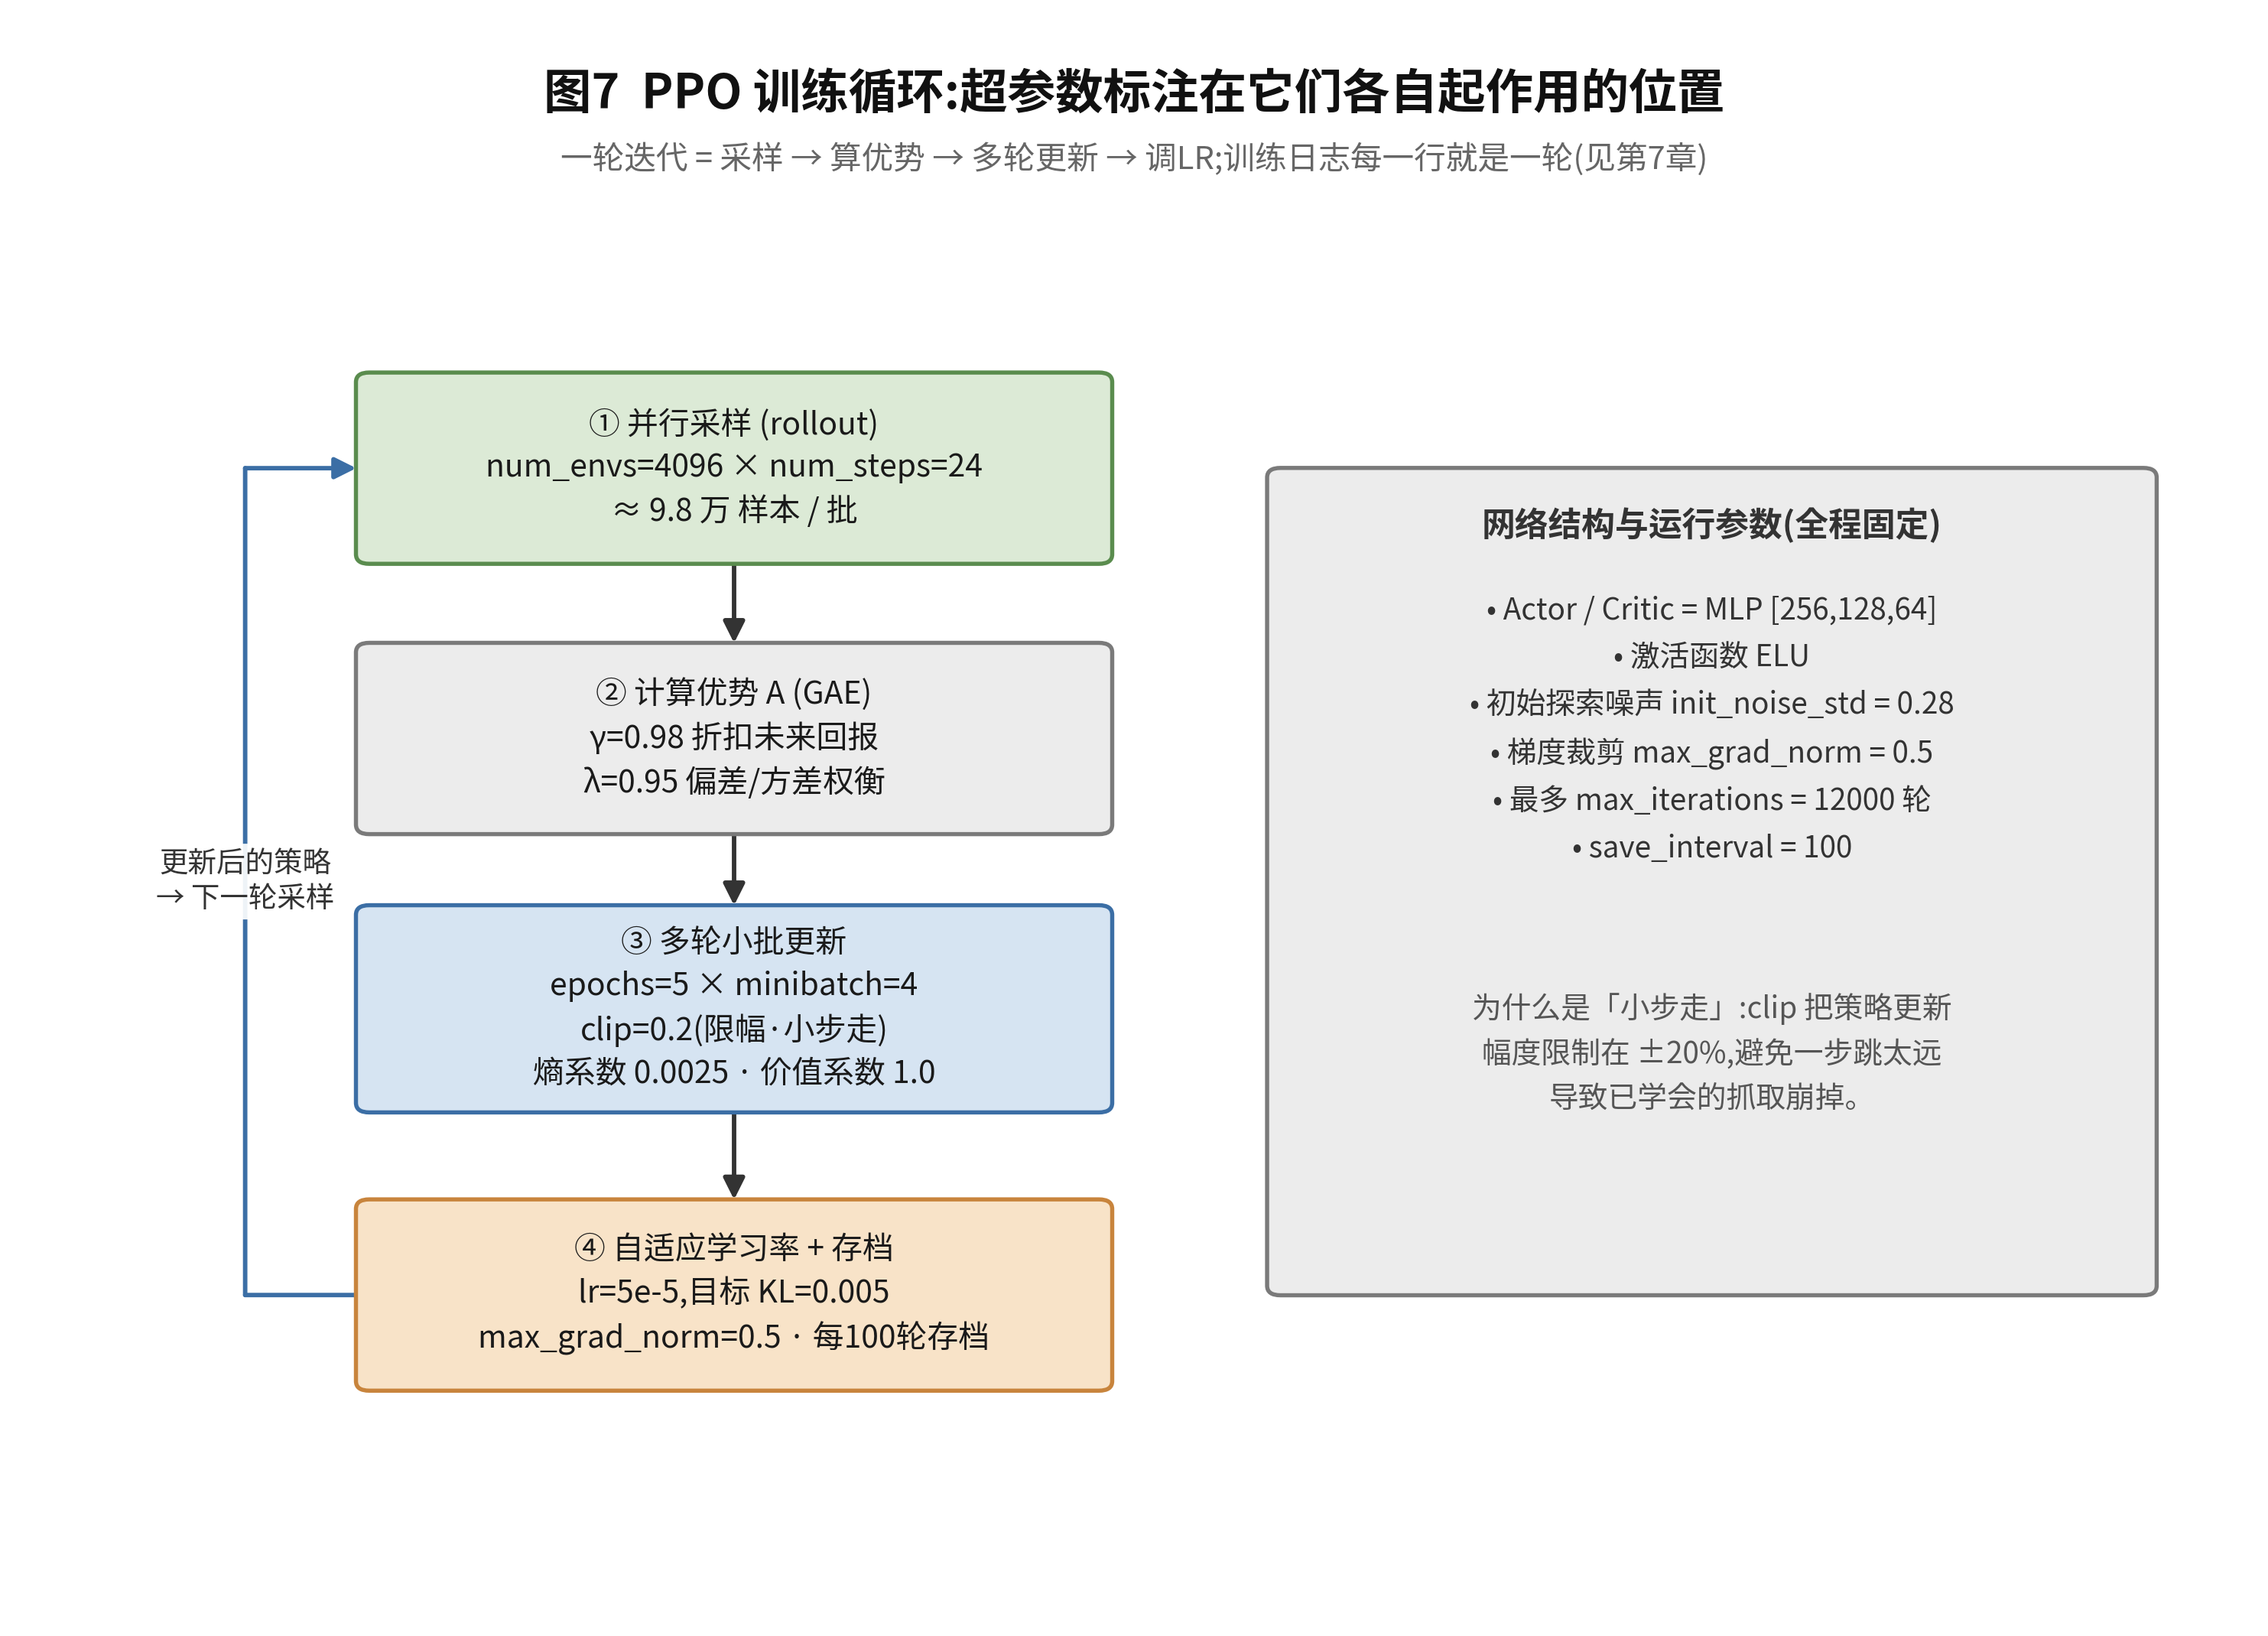 图7 PPO 训练循环:超参数标注在它们各自起作用的位置
一轮迭代 = 采样 → 算优势 → 多轮更新 → 调LR;训练日志每一行就是一轮(见第7章)
① 并行采样 (rollout)
num_envs=4096 × num_steps=24
≈ 9.8 万 样本 / 批
② 计算优势 A (GAE)
γ=0.98 折扣未来回报
λ=0.95 偏差/方差权衡
更新后的策略
→ 下一轮采样
③ 多轮小批更新
epochs=5 × minibatch=4
clip=0.2(限幅·小步走)
熵系数 0.0025 · 价值系数 1.0
④ 自适应学习率 + 存档
lr=5e-5,目标 KL=0.005
max_grad_norm=0.5 · 每100轮存档
网络结构与运行参数(全程固定)
• Actor / Critic = MLP [256,128,64]
• 激活函数 ELU
• 初始探索噪声 init_noise_std = 0.28
• 梯度裁剪 max_grad_norm = 0.5
• 最多 max_iterations = 12000 轮
• save_interval = 100
为什么是「小步走」:clip 把策略更新
幅度限制在 ±20%,避免一步跳太远
导致已学会的抓取崩掉。